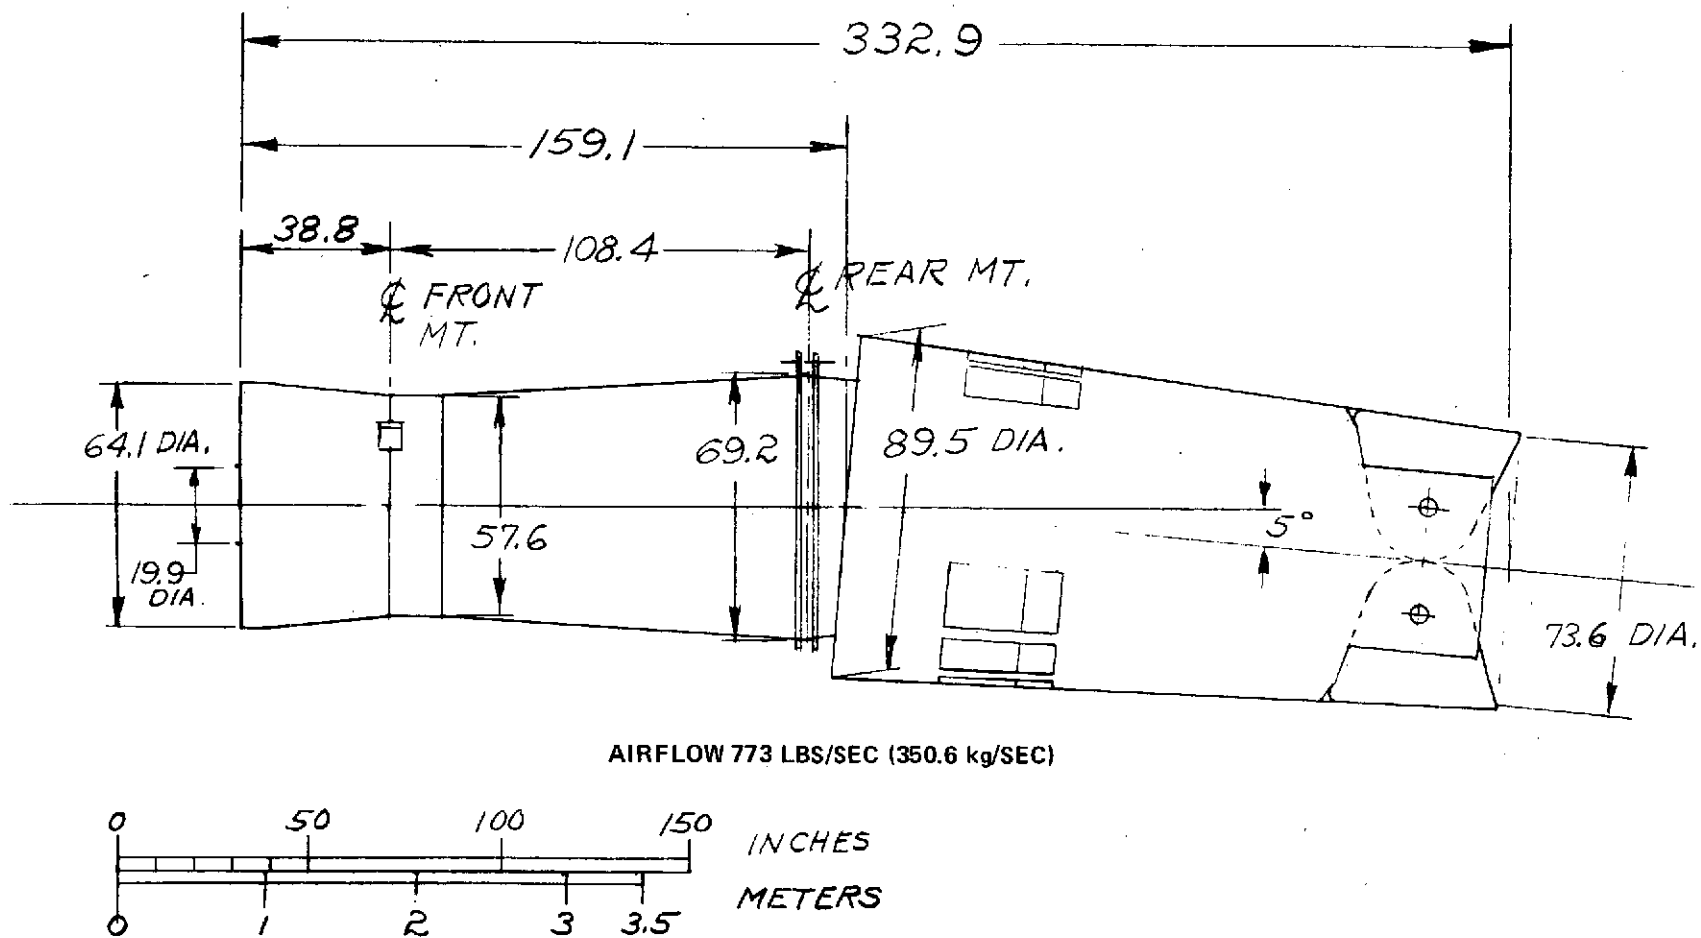 332.9
159.1
38.8
108.4
℄ FRONT
MT.
℄ REAR MT.
64.1 DIA.
69.2
89.5 DIA.
57.6
5°
19.9
DIA.
73.6 DIA.
AIRFLOW 773 LBS/SEC (350.6 kg/SEC)
0 50 100 150 INCHES
METERS
0 1 2 3 3.5